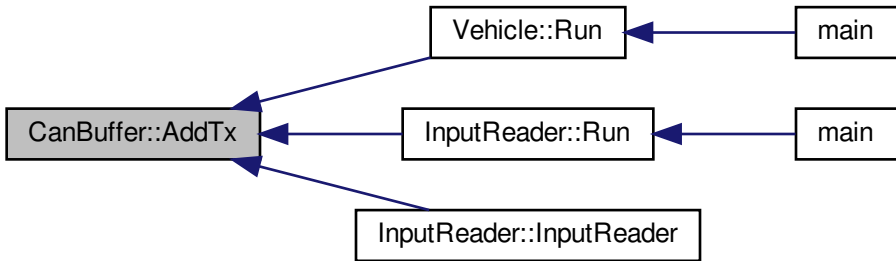 Vehicle::Run
main
CanBuffer::AddTx
InputReader::Run
main
InputReader::InputReader